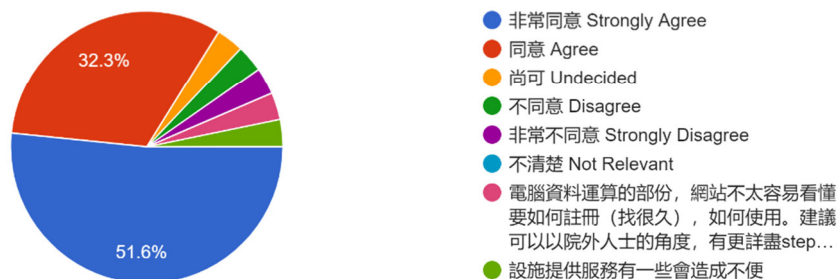 32.3%
51.6%
非常同意 Strongly Agree
同意 Agree
尚可 Undecided
不同意 Disagree
非常不同意 Strongly Disagree
不清楚 Not Relevant
電腦資料運算的部份，網站不太容易看懂
要如何註冊（找很久），如何使用。建議
可以以院外人士的角度，有更詳盡step…
設施提供服務有一些會造成不便